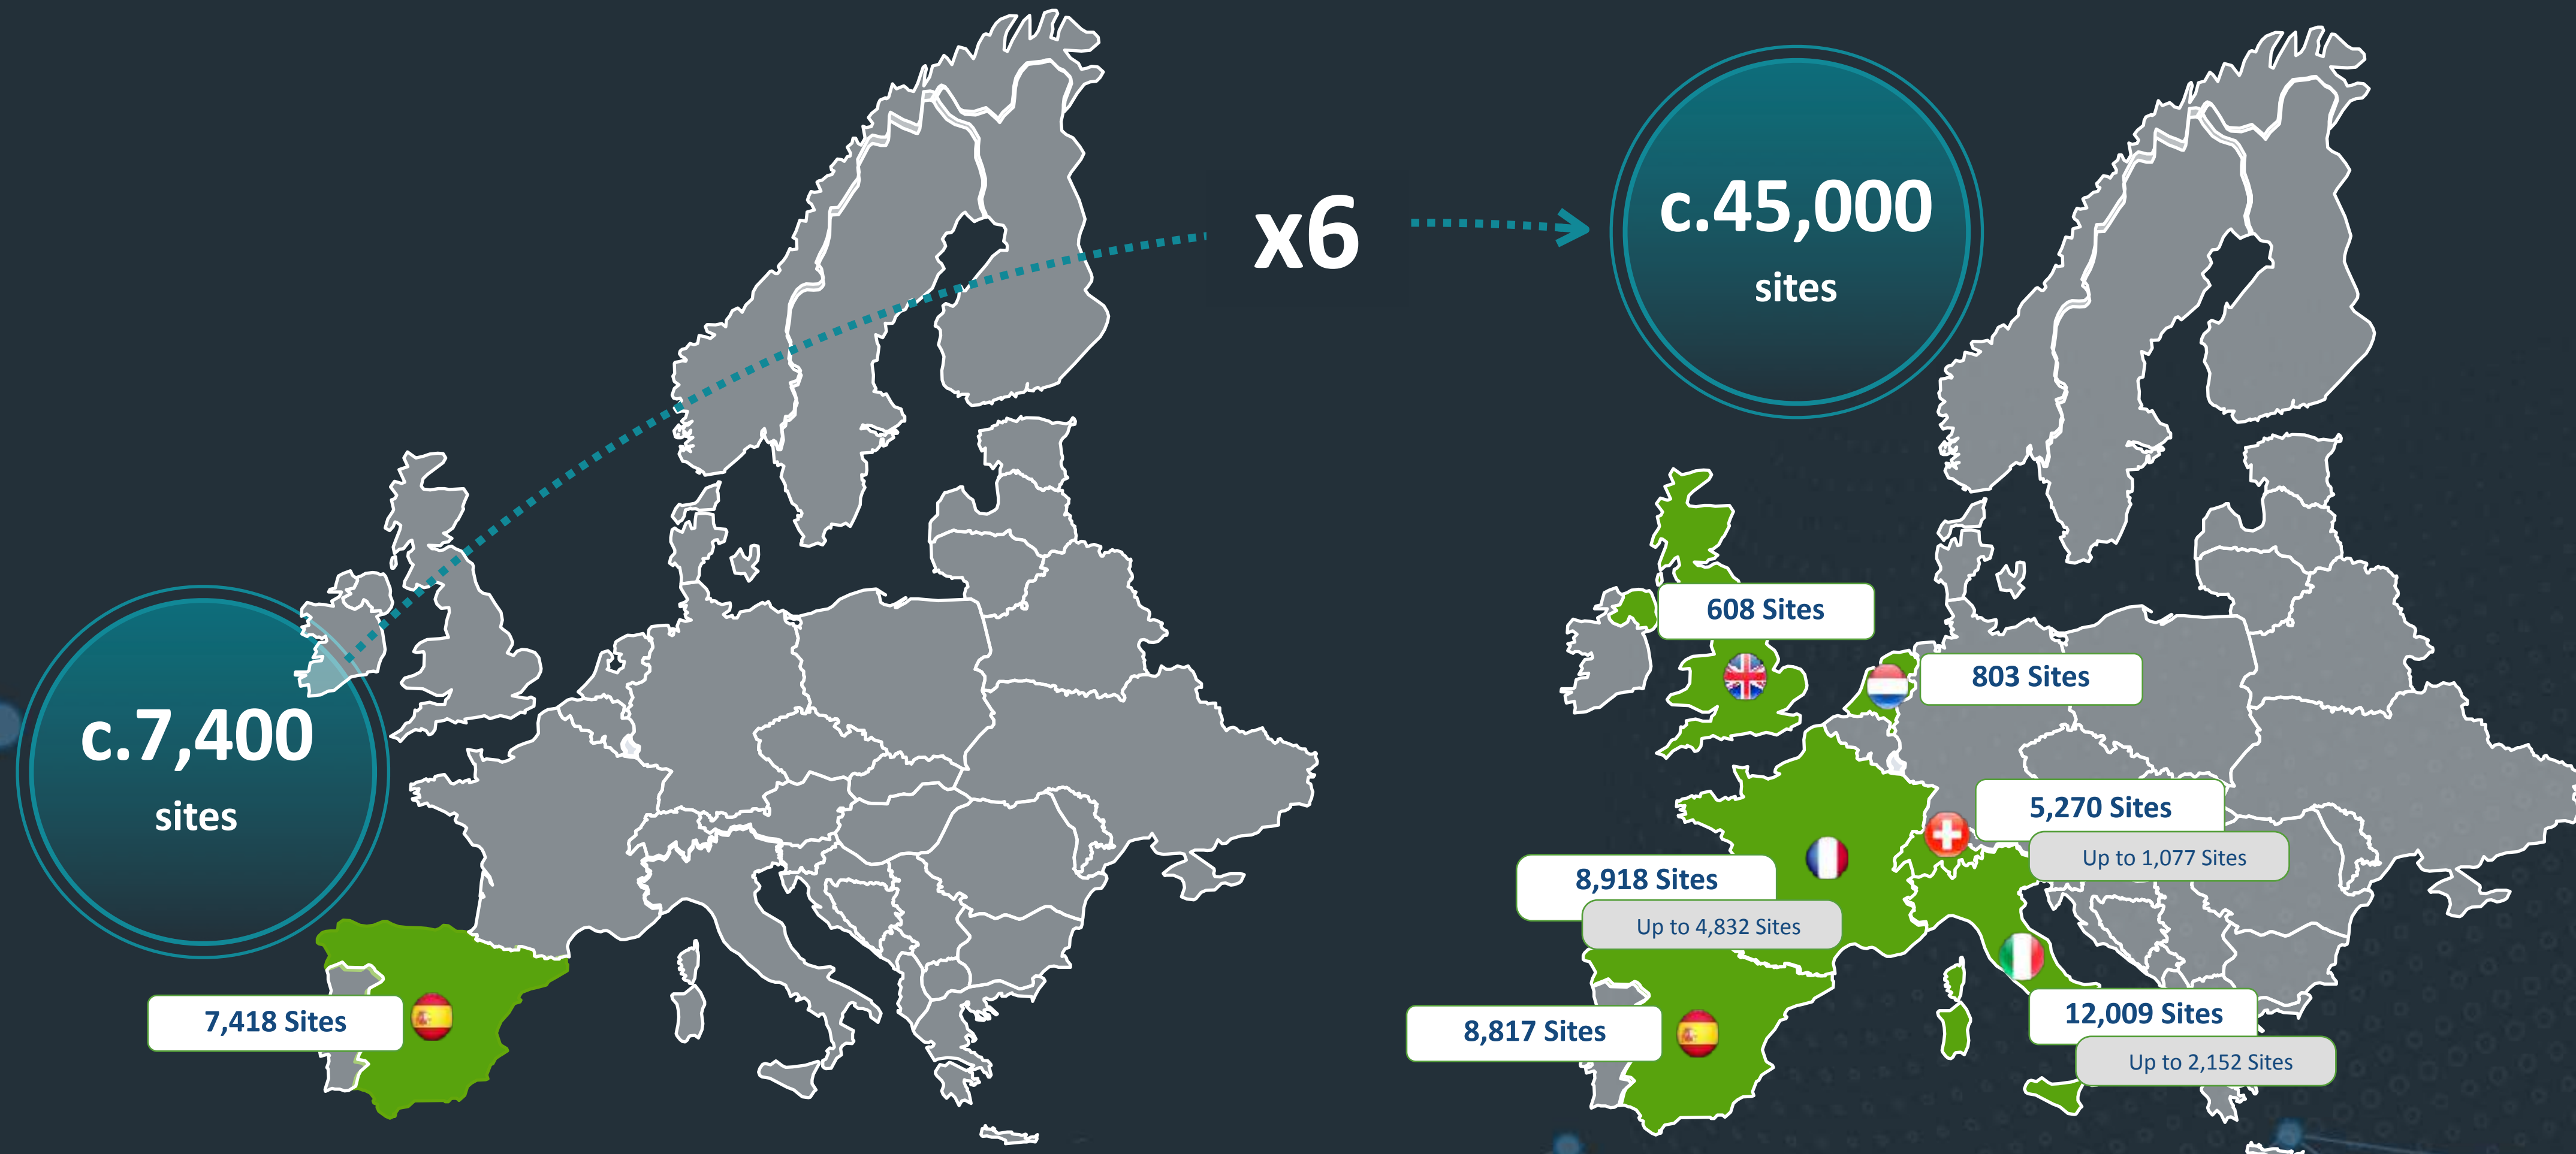 c.7,400
sites
7,418 Sites
x6
c.45,000
sites
608 Sites
803 Sites
5,270 Sites
Up to 1,077 Sites
8,918 Sites
Up to 4,832 Sites
8,817 Sites
12,009 Sites
Up to 2,152 Sites